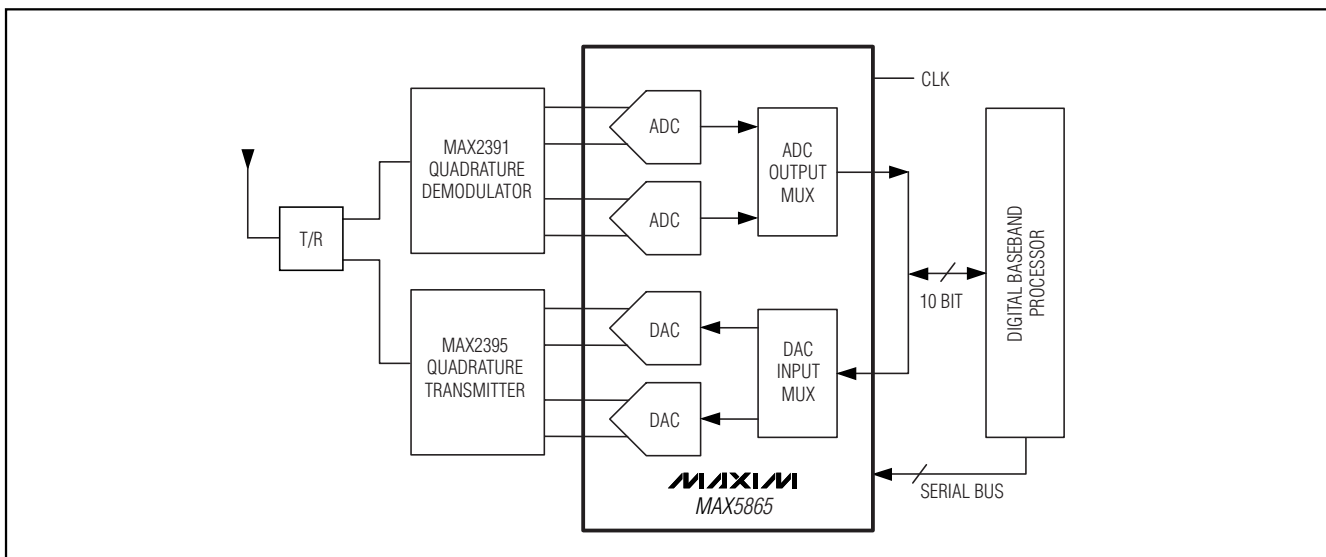 CLK
MAX2391
QUADRATURE
DEMODULATOR
ADC
ADC
ADC
OUTPUT
MUX
T/R
10 BIT
DIGITAL BASEBAND
PROCESSOR
MAX2395
QUADRATURE
TRANSMITTER
DAC
DAC
DAC
INPUT
MUX
MAXIM
MAX5865
SERIAL BUS